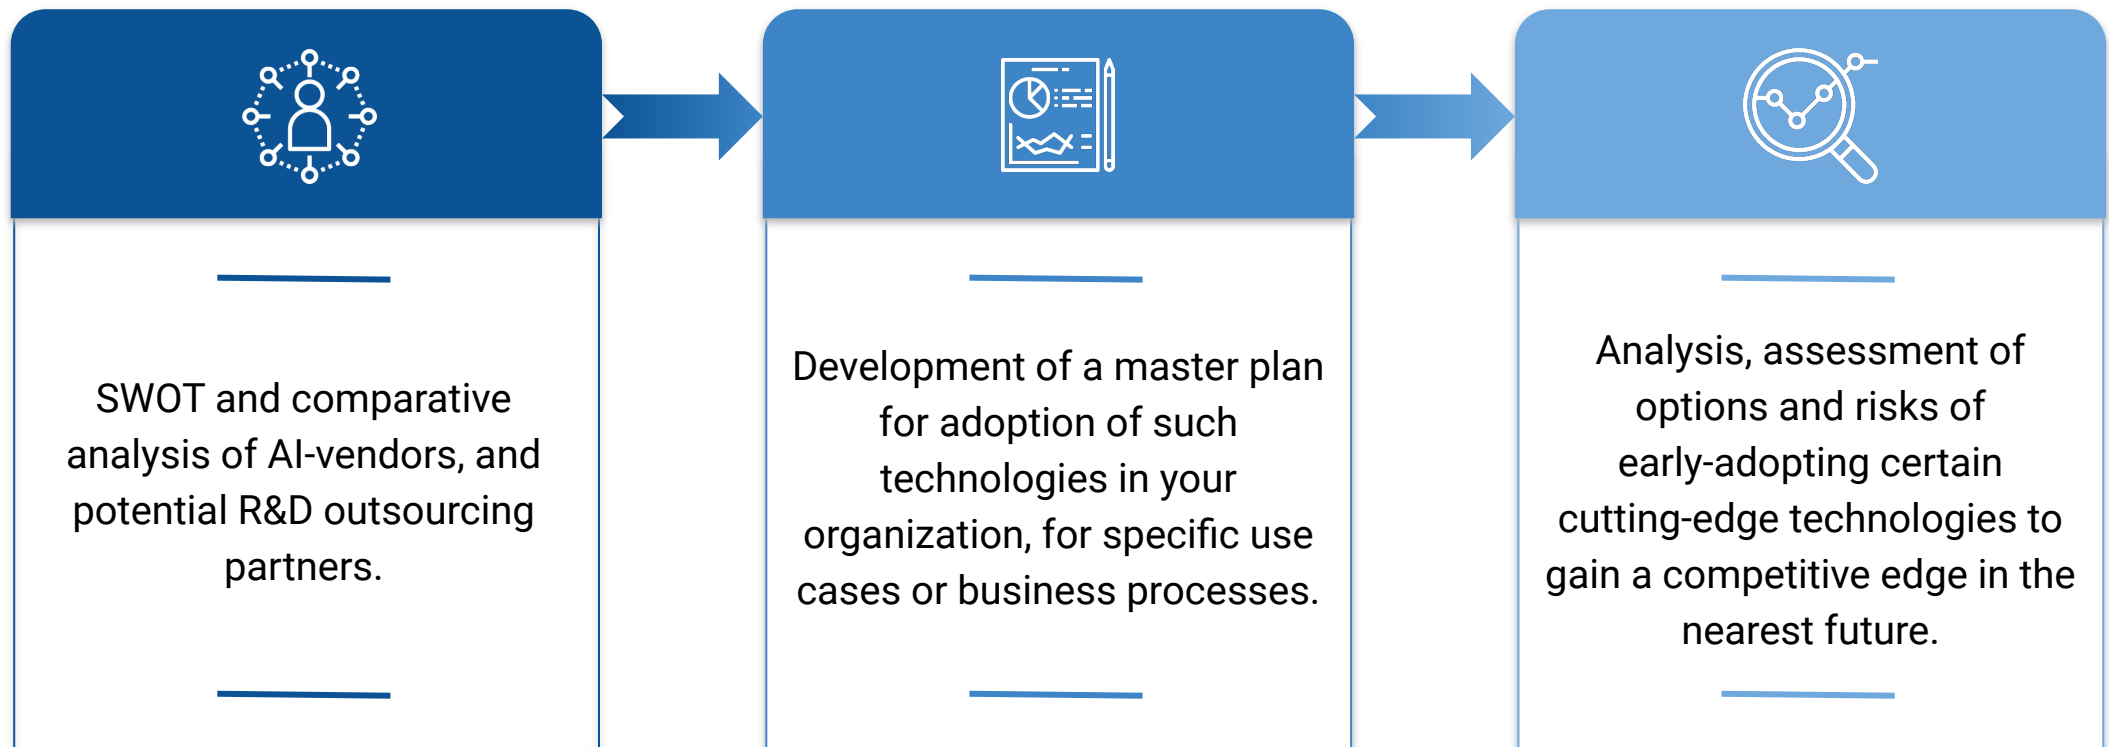 SWOT and comparative
analysis of AI-vendors, and
potential R&D outsourcing
partners.
Development of a master plan
for adoption of such
technologies in your
organization, for specific use
cases or business processes.
Analysis, assessment of
options and risks of
early-adopting certain
cutting-edge technologies to
gain a competitive edge in the
nearest future.